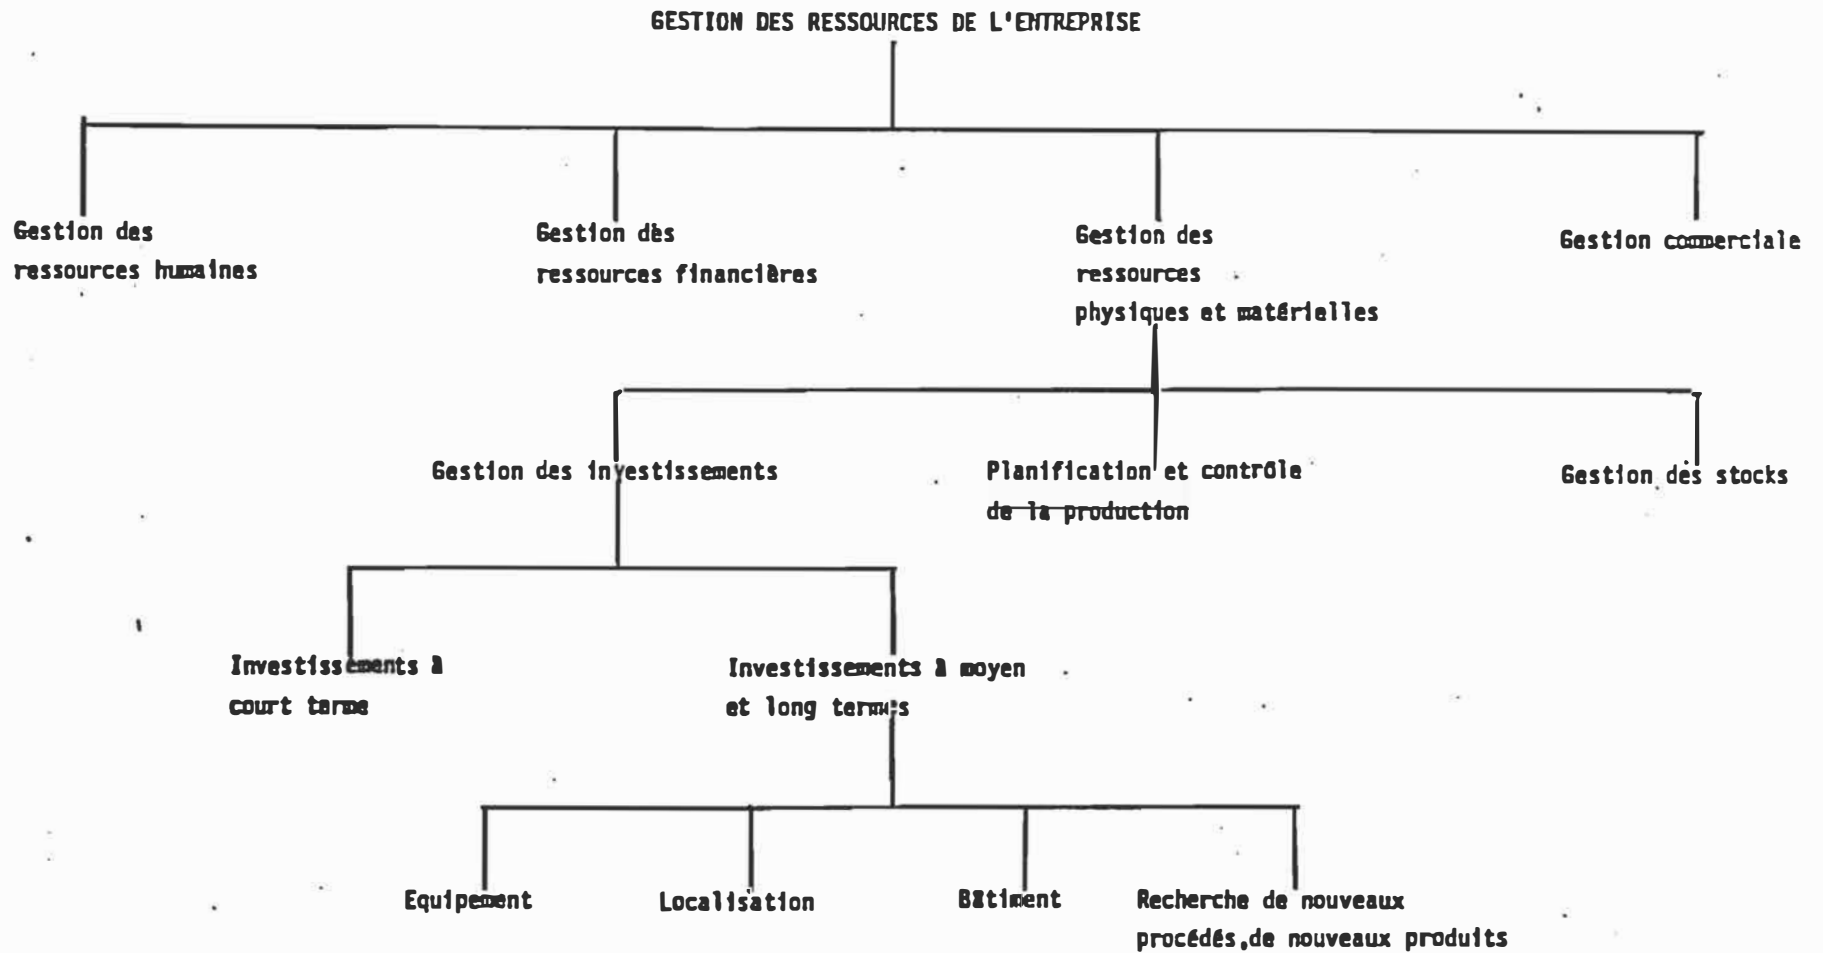 GESTION DES RESSOURCES DE L'ENTREPRISE
Gestion des
ressources humaines
Gestion des
ressources financières
Gestion des
ressources
physiques et matérielles
Gestion commerciale
Gestion des investissements
Planification et contrôle
de la production
Gestion des stocks
Investissements à
court terme
Investissements à moyen
et long termes
Equipement
Localisation
Bâtiment
Recherche de nouveaux
procédés,de nouveaux produits